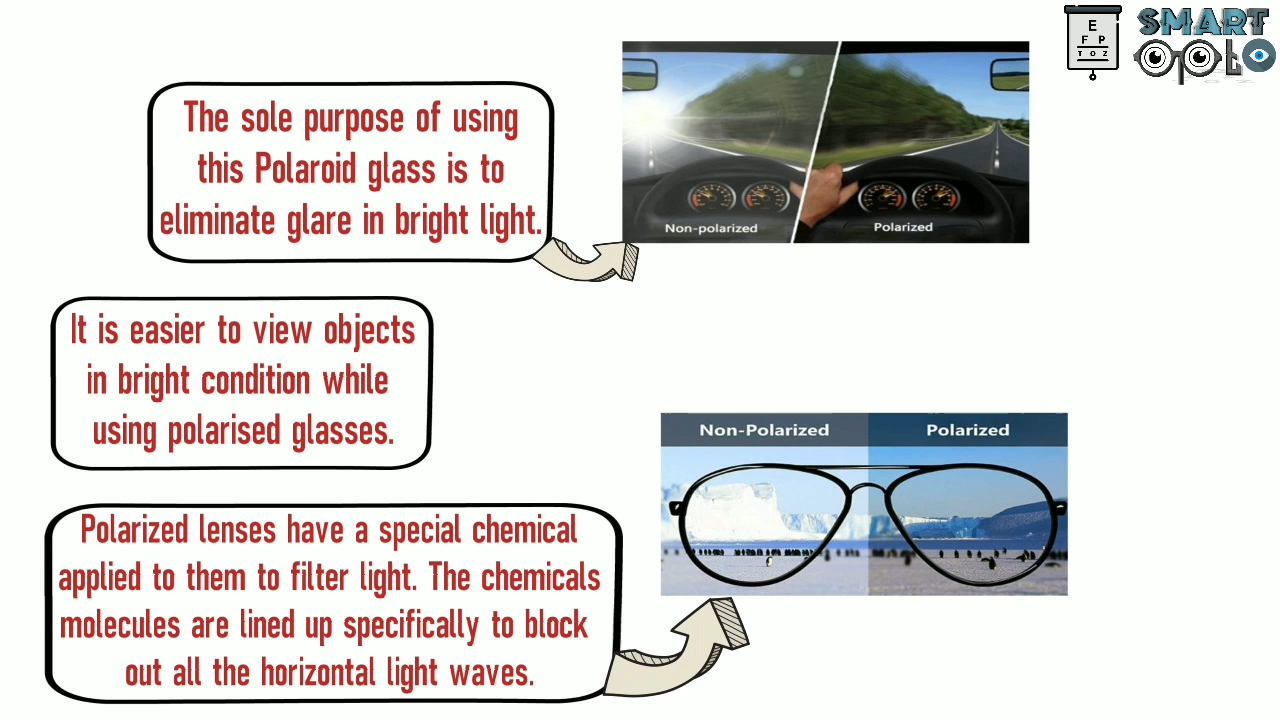 E
F P
T O Z
SMART
OPTO
The sole purpose of using
this Polaroid glass is to
eliminate glare in bright light.
Non-polarized
Polarized
It is easier to view objects
in bright condition while
using polarised glasses.
Non-Polarized
Polarized
Polarized lenses have a special chemical
applied to them to filter light. The chemicals
molecules are lined up specifically to block
out all the horizontal light waves.